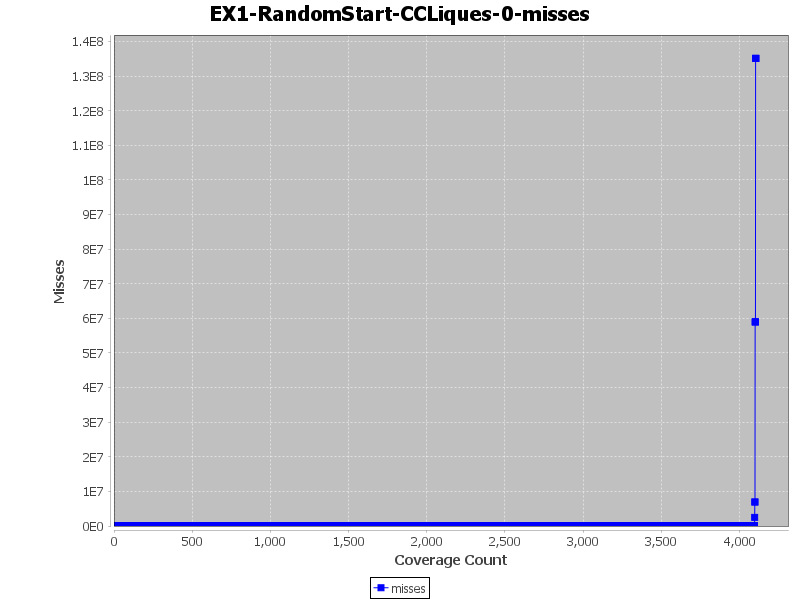 EX1-RandomStart-CCLiques-0-misses
1.4E8
1.3E8
1.2E8
1.1E8
1E8
9E7
8E7
7E7
6E7
5E7
4E7
3E7
2E7
1E7
0E0
Misses
0 500 1,000 1,500 2,000 2,500 3,000 3,500 4,000
Coverage Count
misses